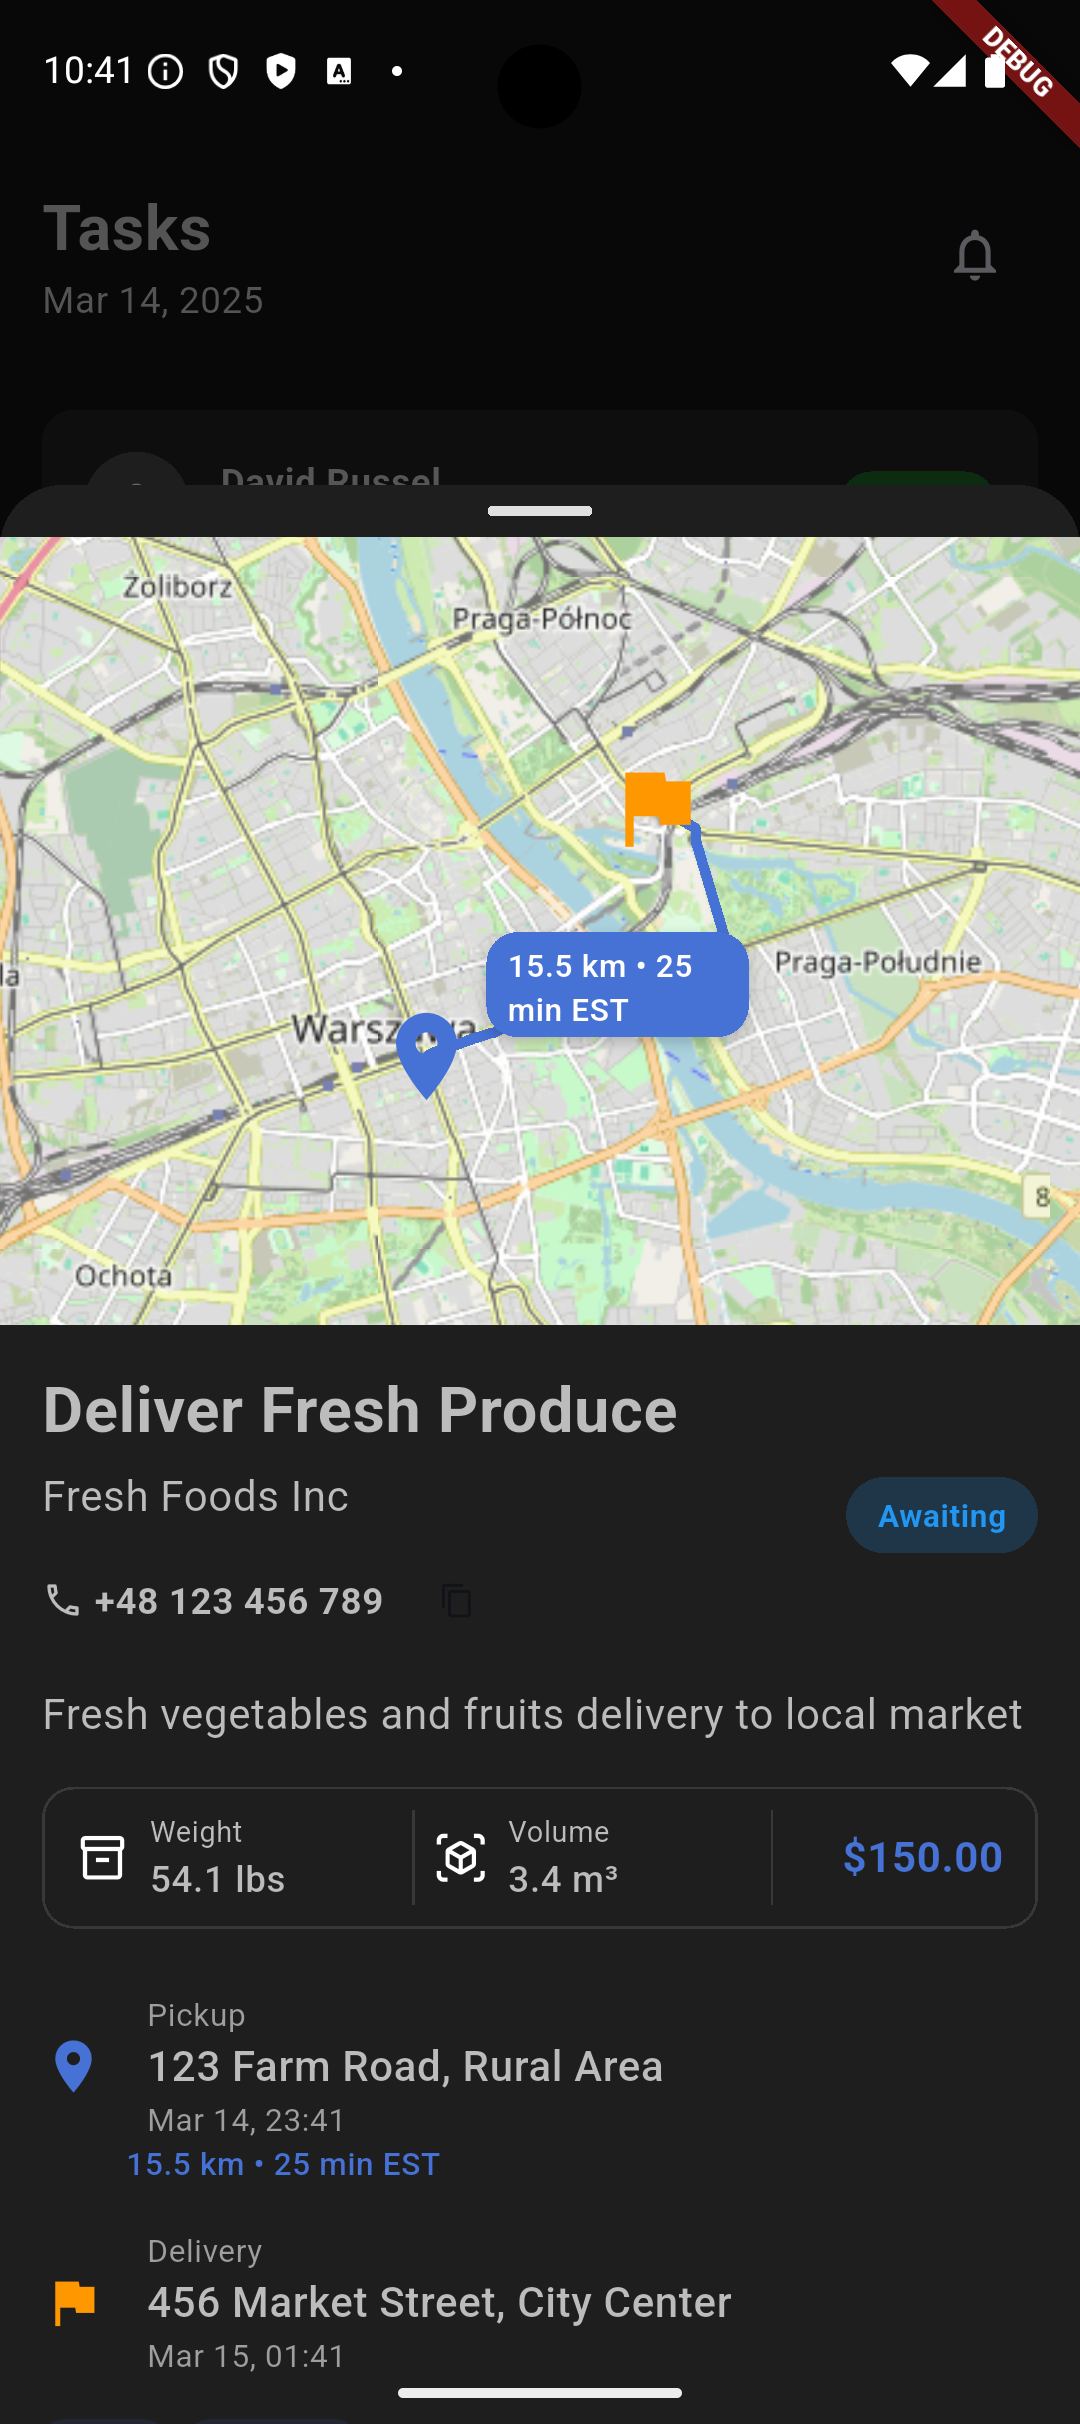 10:41
DEBUG
Tasks
Mar 14, 2025
David Russel
Żoliborz
Praga-Północ
15.5 km • 25
min EST
Praga-Południe
la
Warszawa
8
Ochota
Deliver Fresh Produce
Fresh Foods Inc
Awaiting
+48 123 456 789
Fresh vegetables and fruits delivery to local market
Weight
54.1 lbs
Volume
3.4 m³
$150.00
Pickup
123 Farm Road, Rural Area
Mar 14, 23:41
15.5 km • 25 min EST
Delivery
456 Market Street, City Center
Mar 15, 01:41